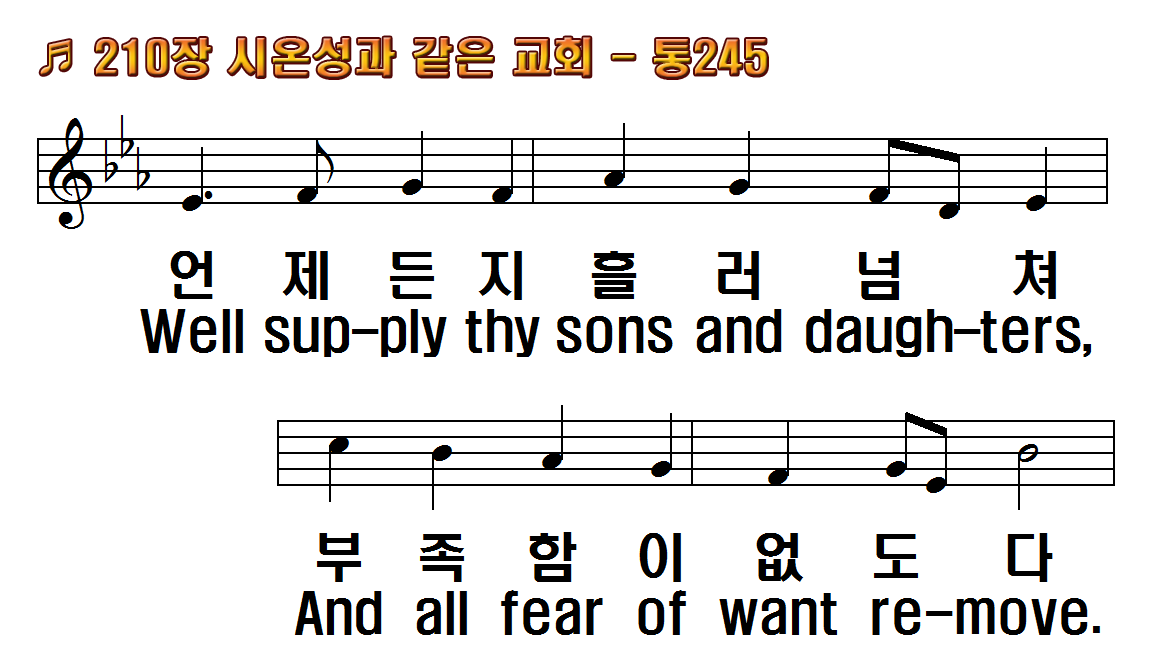 ♬ 210장 시온성과 같은 교회 - 통245
언 제 든 지 흘 러 넘 쳐
Well sup-ply thy sons and daugh-ters,
부 족 함 이 없 도 다
And all fear of want re-move.